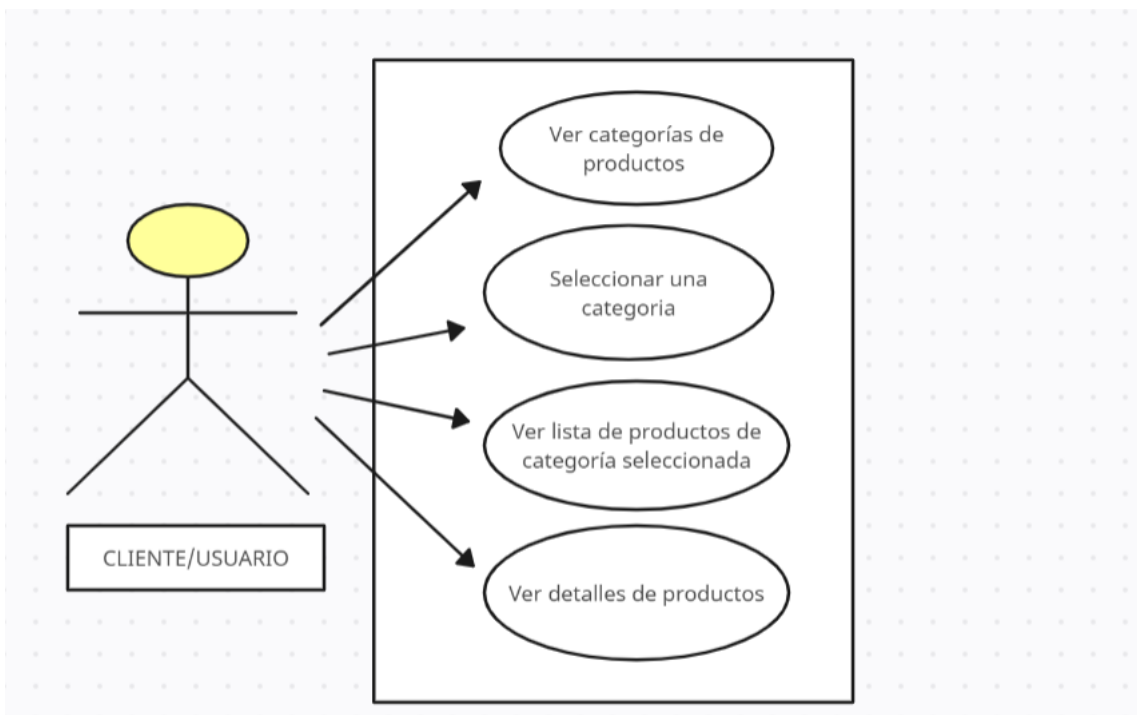 Ver categorías de
productos
Seleccionar una
categoria
Ver lista de productos de
categoría seleccionada
CLIENTE/USUARIO
Ver detalles de productos